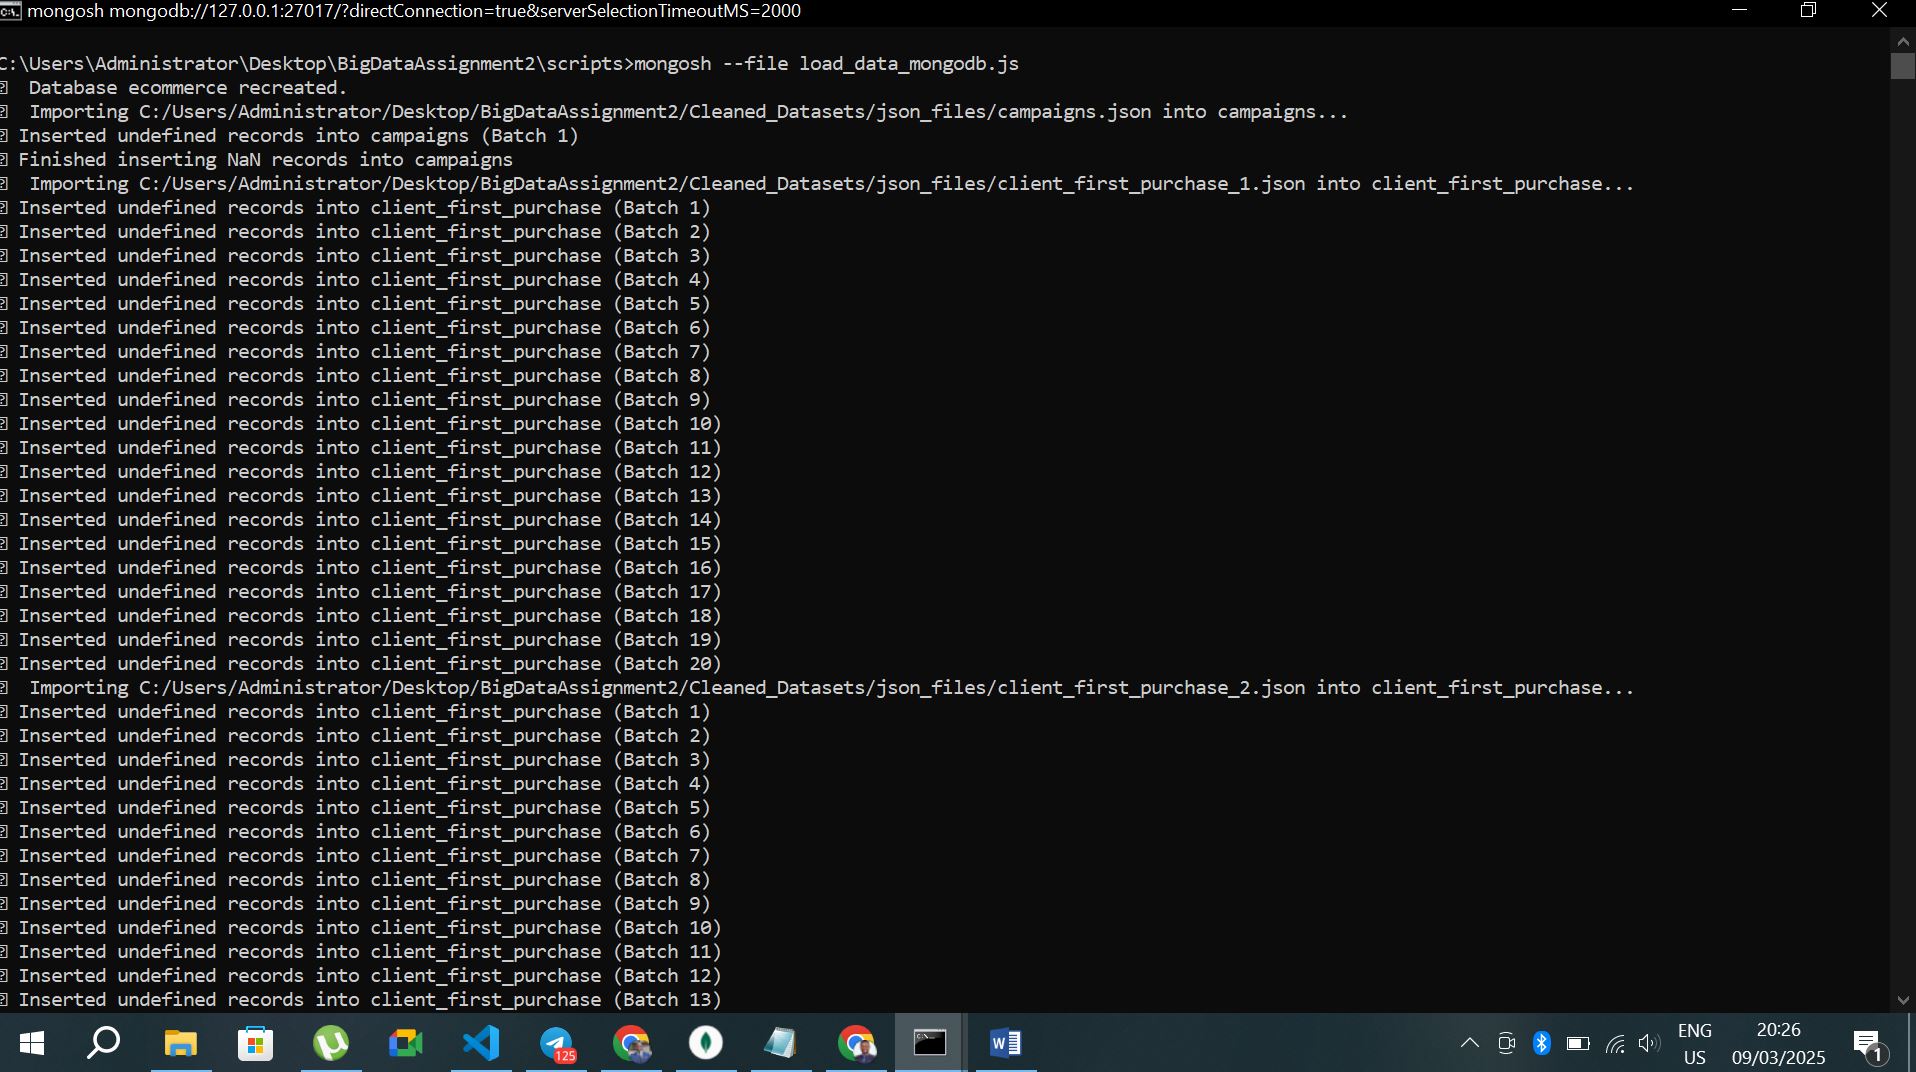 mongosh mongodb://127.0.0.1:27017/?directConnection=true&serverSelectionTimeoutMS=2000
C:\Users\Administrator\Desktop\BigDataAssignment2\scripts>mongosh --file load_data_mongodb.js
Database ecommerce recreated.
Importing C:/Users/Administrator/Desktop/BigDataAssignment2/Cleaned_Datasets/json_files/campaigns.json into campaigns...
Inserted undefined records into campaigns (Batch 1)
Finished inserting NaN records into campaigns
Importing C:/Users/Administrator/Desktop/BigDataAssignment2/Cleaned_Datasets/json_files/client_first_purchase_1.json into client_first_purchase...
Inserted undefined records into client_first_purchase (Batch 1)
Inserted undefined records into client_first_purchase (Batch 2)
Inserted undefined records into client_first_purchase (Batch 3)
Inserted undefined records into client_first_purchase (Batch 4)
Inserted undefined records into client_first_purchase (Batch 5)
Inserted undefined records into client_first_purchase (Batch 6)
Inserted undefined records into client_first_purchase (Batch 7)
Inserted undefined records into client_first_purchase (Batch 8)
Inserted undefined records into client_first_purchase (Batch 9)
Inserted undefined records into client_first_purchase (Batch 10)
Inserted undefined records into client_first_purchase (Batch 11)
Inserted undefined records into client_first_purchase (Batch 12)
Inserted undefined records into client_first_purchase (Batch 13)
Inserted undefined records into client_first_purchase (Batch 14)
Inserted undefined records into client_first_purchase (Batch 15)
Inserted undefined records into client_first_purchase (Batch 16)
Inserted undefined records into client_first_purchase (Batch 17)
Inserted undefined records into client_first_purchase (Batch 18)
Inserted undefined records into client_first_purchase (Batch 19)
Inserted undefined records into client_first_purchase (Batch 20)
Importing C:/Users/Administrator/Desktop/BigDataAssignment2/Cleaned_Datasets/json_files/client_first_purchase_2.json into client_first_purchase...
Inserted undefined records into client_first_purchase (Batch 1)
Inserted undefined records into client_first_purchase (Batch 2)
Inserted undefined records into client_first_purchase (Batch 3)
Inserted undefined records into client_first_purchase (Batch 4)
Inserted undefined records into client_first_purchase (Batch 5)
Inserted undefined records into client_first_purchase (Batch 6)
Inserted undefined records into client_first_purchase (Batch 7)
Inserted undefined records into client_first_purchase (Batch 8)
Inserted undefined records into client_first_purchase (Batch 9)
Inserted undefined records into client_first_purchase (Batch 10)
Inserted undefined records into client_first_purchase (Batch 11)
Inserted undefined records into client_first_purchase (Batch 12)
Inserted undefined records into client_first_purchase (Batch 13)
125
ENG
US
20:26
09/03/2025
1